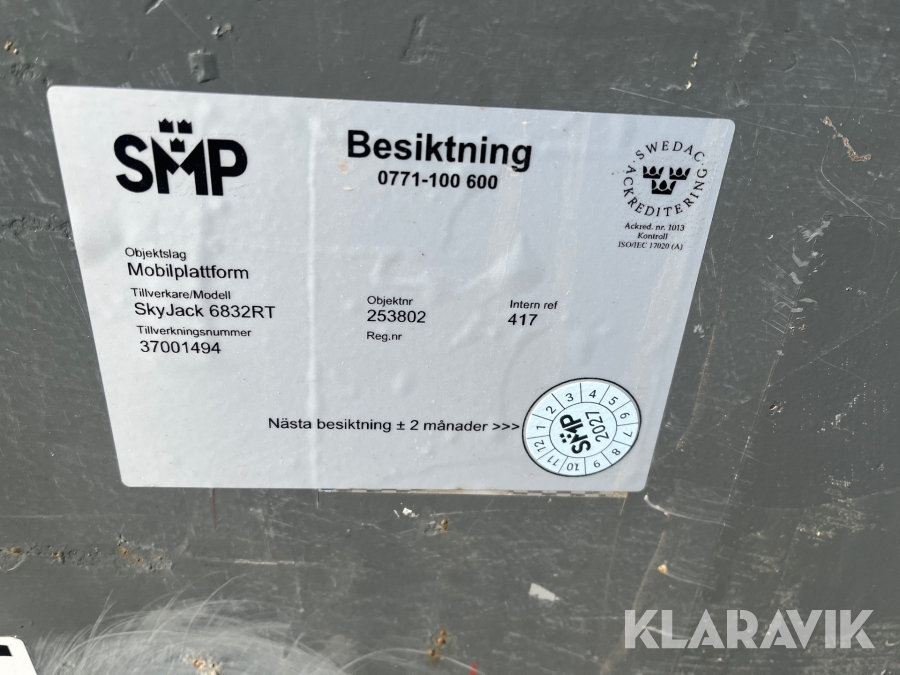 SMP
Besiktning
0771-100 600
SWEDAC
ACKREDITERING
Ackred. nr. 1013
Kontroll
ISO/IEC 17020 (A)
Objektslag
Mobilplattform
Tillverkare/Modell
SkyJack 6832RT
Tillverkningsnummer
37001494
Objektnr
253802
Reg.nr
Intern ref
417
Nästa besiktning ± 2 månader >>>
1 2 3 4 5 6 7 8 9 10 11 12
SMP
2027
KLARAVIK